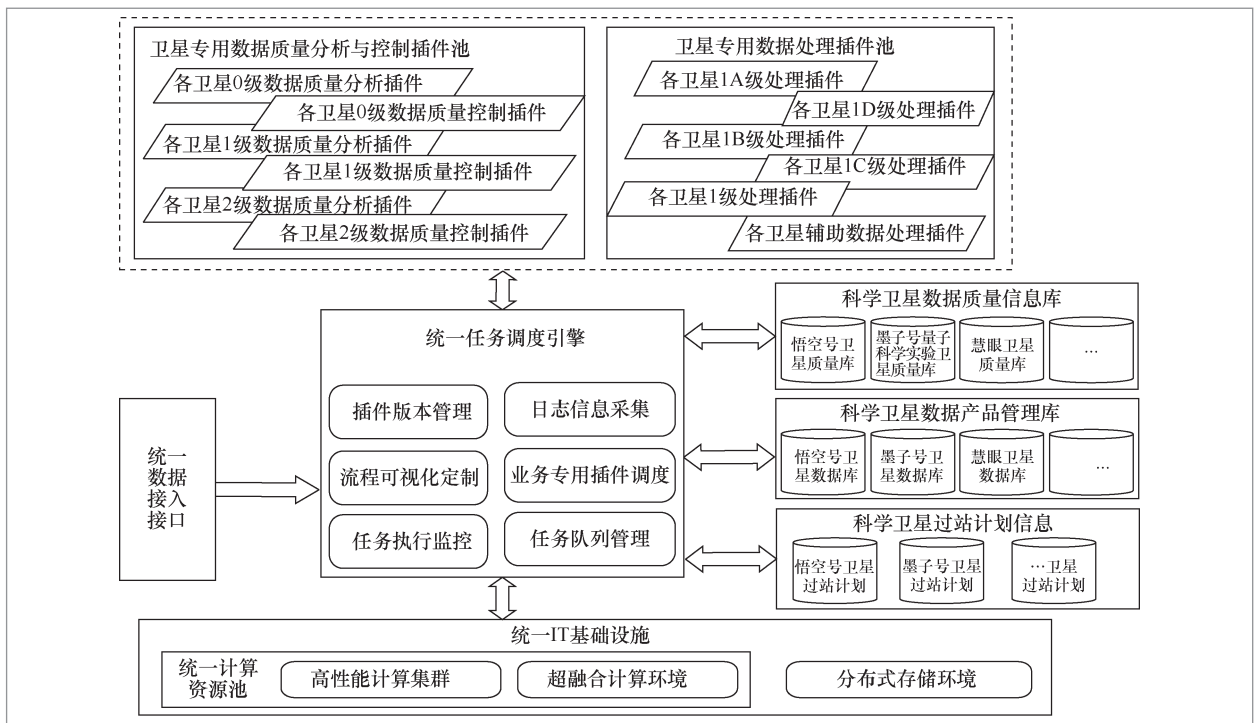 卫星专用数据质量分析与控制插件池
各卫星0级数据质量分析插件
各卫星0级数据质量控制插件
各卫星1级数据质量分析插件
各卫星1级数据质量控制插件
各卫星2级数据质量分析插件
各卫星2级数据质量控制插件
卫星专用数据处理插件池
各卫星1A级处理插件
各卫星1D级处理插件
各卫星1B级处理插件
各卫星1C级处理插件
各卫星1级处理插件
各卫星辅助数据处理插件
统一
数据
接入
接口
统一任务调度引擎
插件版本管理
日志信息采集
流程可视化定制
业务专用插件调度
任务执行监控
任务队列管理
科学卫星数据质量信息库
悟空号卫
星质量库
墨子号量子
科学实验卫
星质量库
慧眼卫星
质量库
…
科学卫星数据产品管理库
悟空号卫
星数据库
墨子号卫
星数据库
慧眼卫星
数据库
…
科学卫星过站计划信息
悟空号卫星
过站计划
墨子号卫星
过站计划
…卫星
过站计划
统一IT基础设施
统一计算
资源池
高性能计算集群
超融合计算环境
分布式存储环境